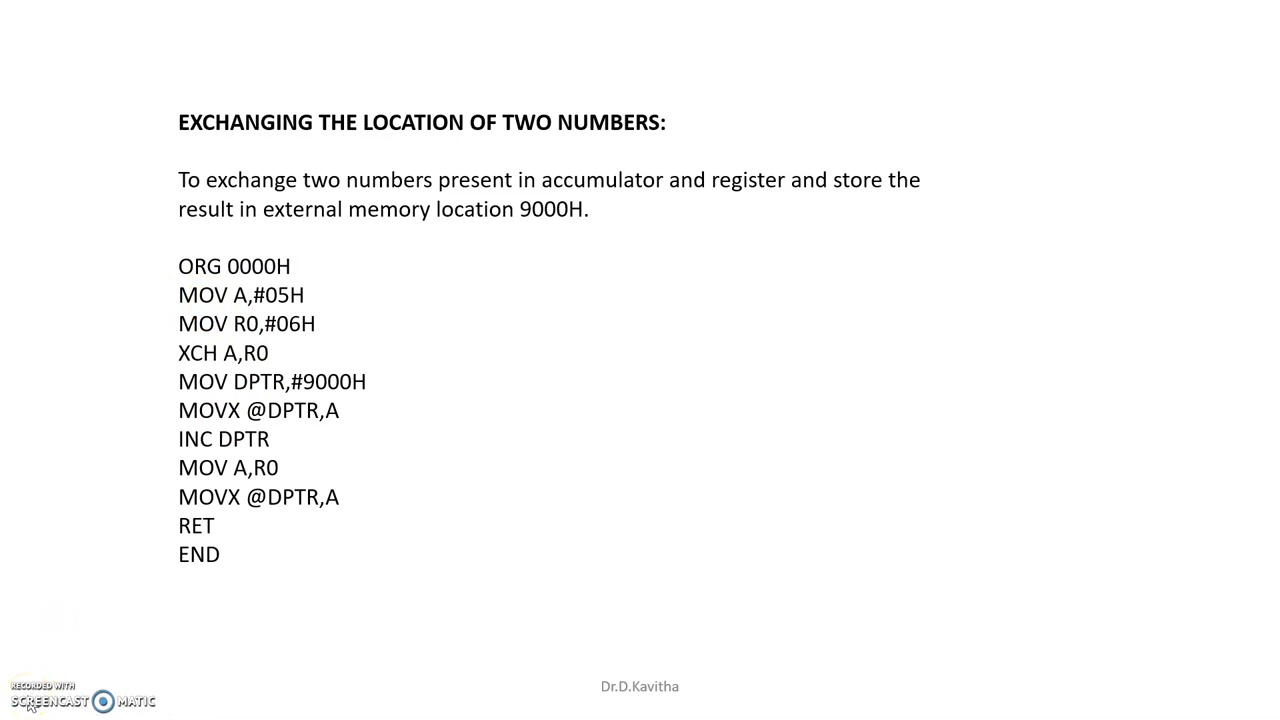 EXCHANGING THE LOCATION OF TWO NUMBERS:
To exchange two numbers present in accumulator and register and store the
result in external memory location 9000H.
ORG 0000H
MOV A,#05H
MOV R0,#06H
XCH A,R0
MOV DPTR,#9000H
MOVX @DPTR,A
INC DPTR
MOV A,R0
MOVX @DPTR,A
RET
END
RECORDED WITH
SCREENCAST MATIC
Dr.D.Kavitha